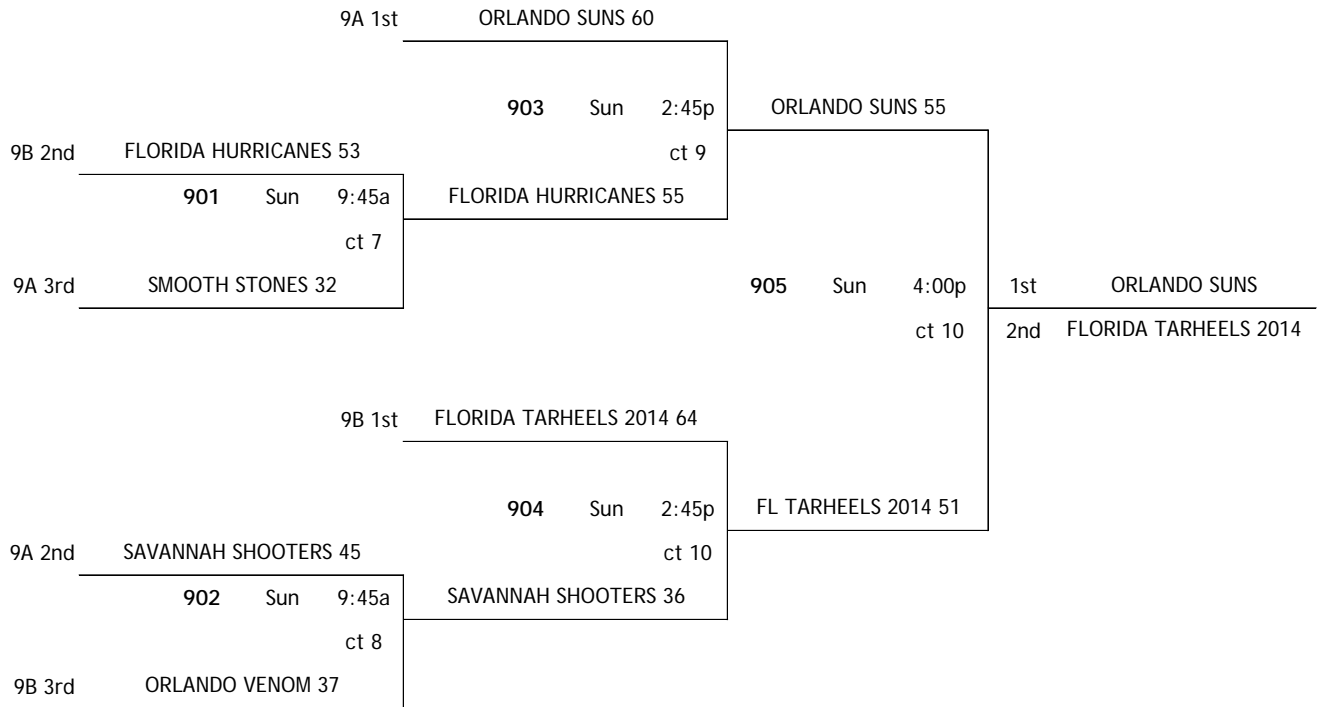 9A 1st ORLANDO SUNS 60
903 Sun 2:45p ORLANDO SUNS 55
9B 2nd FLORIDA HURRICANES 53 ct 9
901 Sun 9:45a FLORIDA HURRICANES 55
ct 7
9A 3rd SMOOTH STONES 32 905 Sun 4:00p 1st ORLANDO SUNS
ct 10 2nd FLORIDA TARHEELS 2014
9B 1st FLORIDA TARHEELS 2014 64
904 Sun 2:45p FL TARHEELS 2014 51
9A 2nd SAVANNAH SHOOTERS 45 ct 10
902 Sun 9:45a SAVANNAH SHOOTERS 36
ct 8
9B 3rd ORLANDO VENOM 37